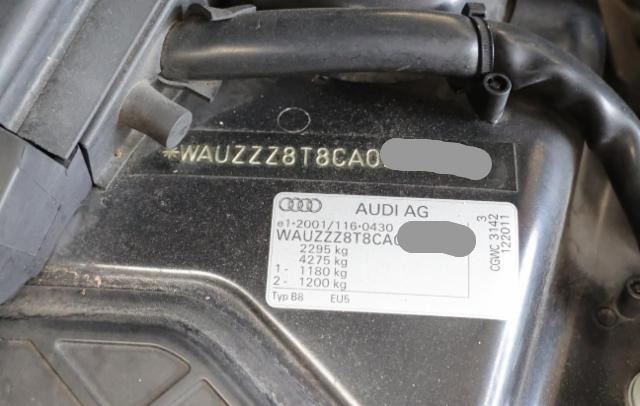 *WAUZZZ8T8CA0
AUDI AG
e1*2001/116*0430
WAUZZZ8T8CA0
2295 kg
4275 kg
1- 1180 kg
2- 1200 kg
Typ B8 EU5
3
CGWC 3142
122011